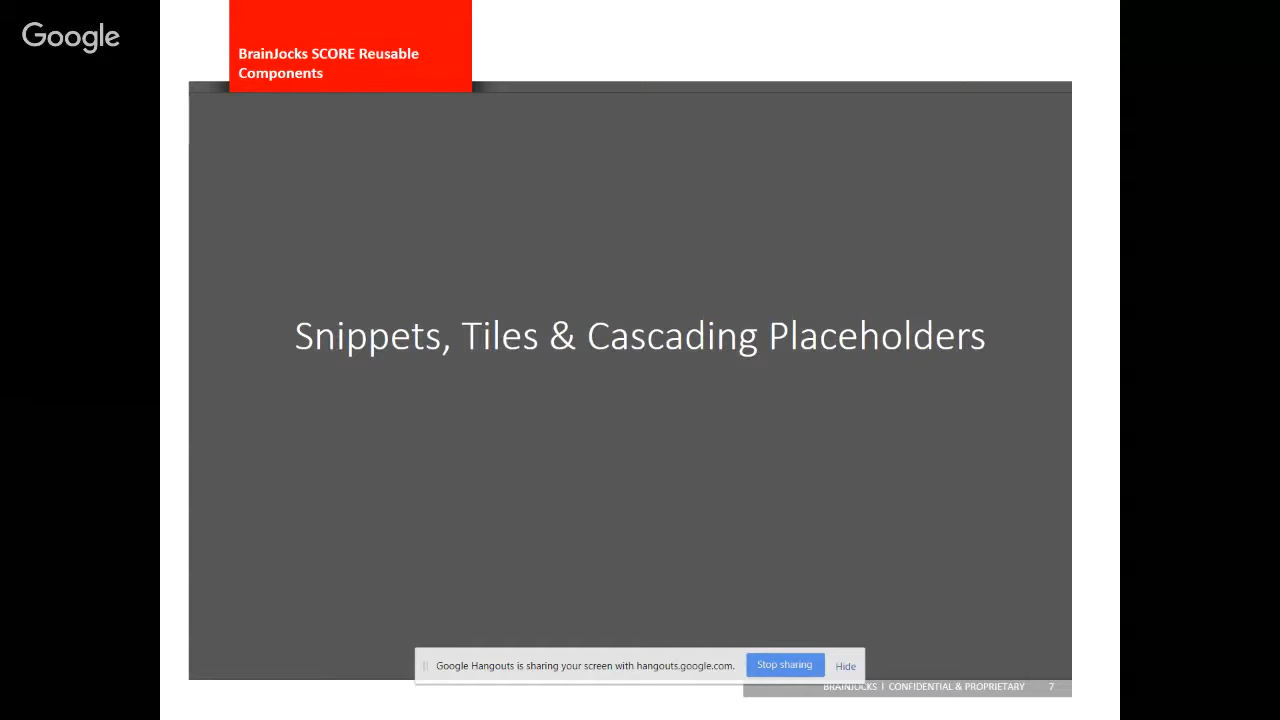 Google
BrainJocks SCORE Reusable
Components
Snippets, Tiles & Cascading Placeholders
Google Hangouts is sharing your screen with hangouts.google.com. Stop sharing Hide
BRAINJOCKS | CONFIDENTIAL & PROPRIETARY 7